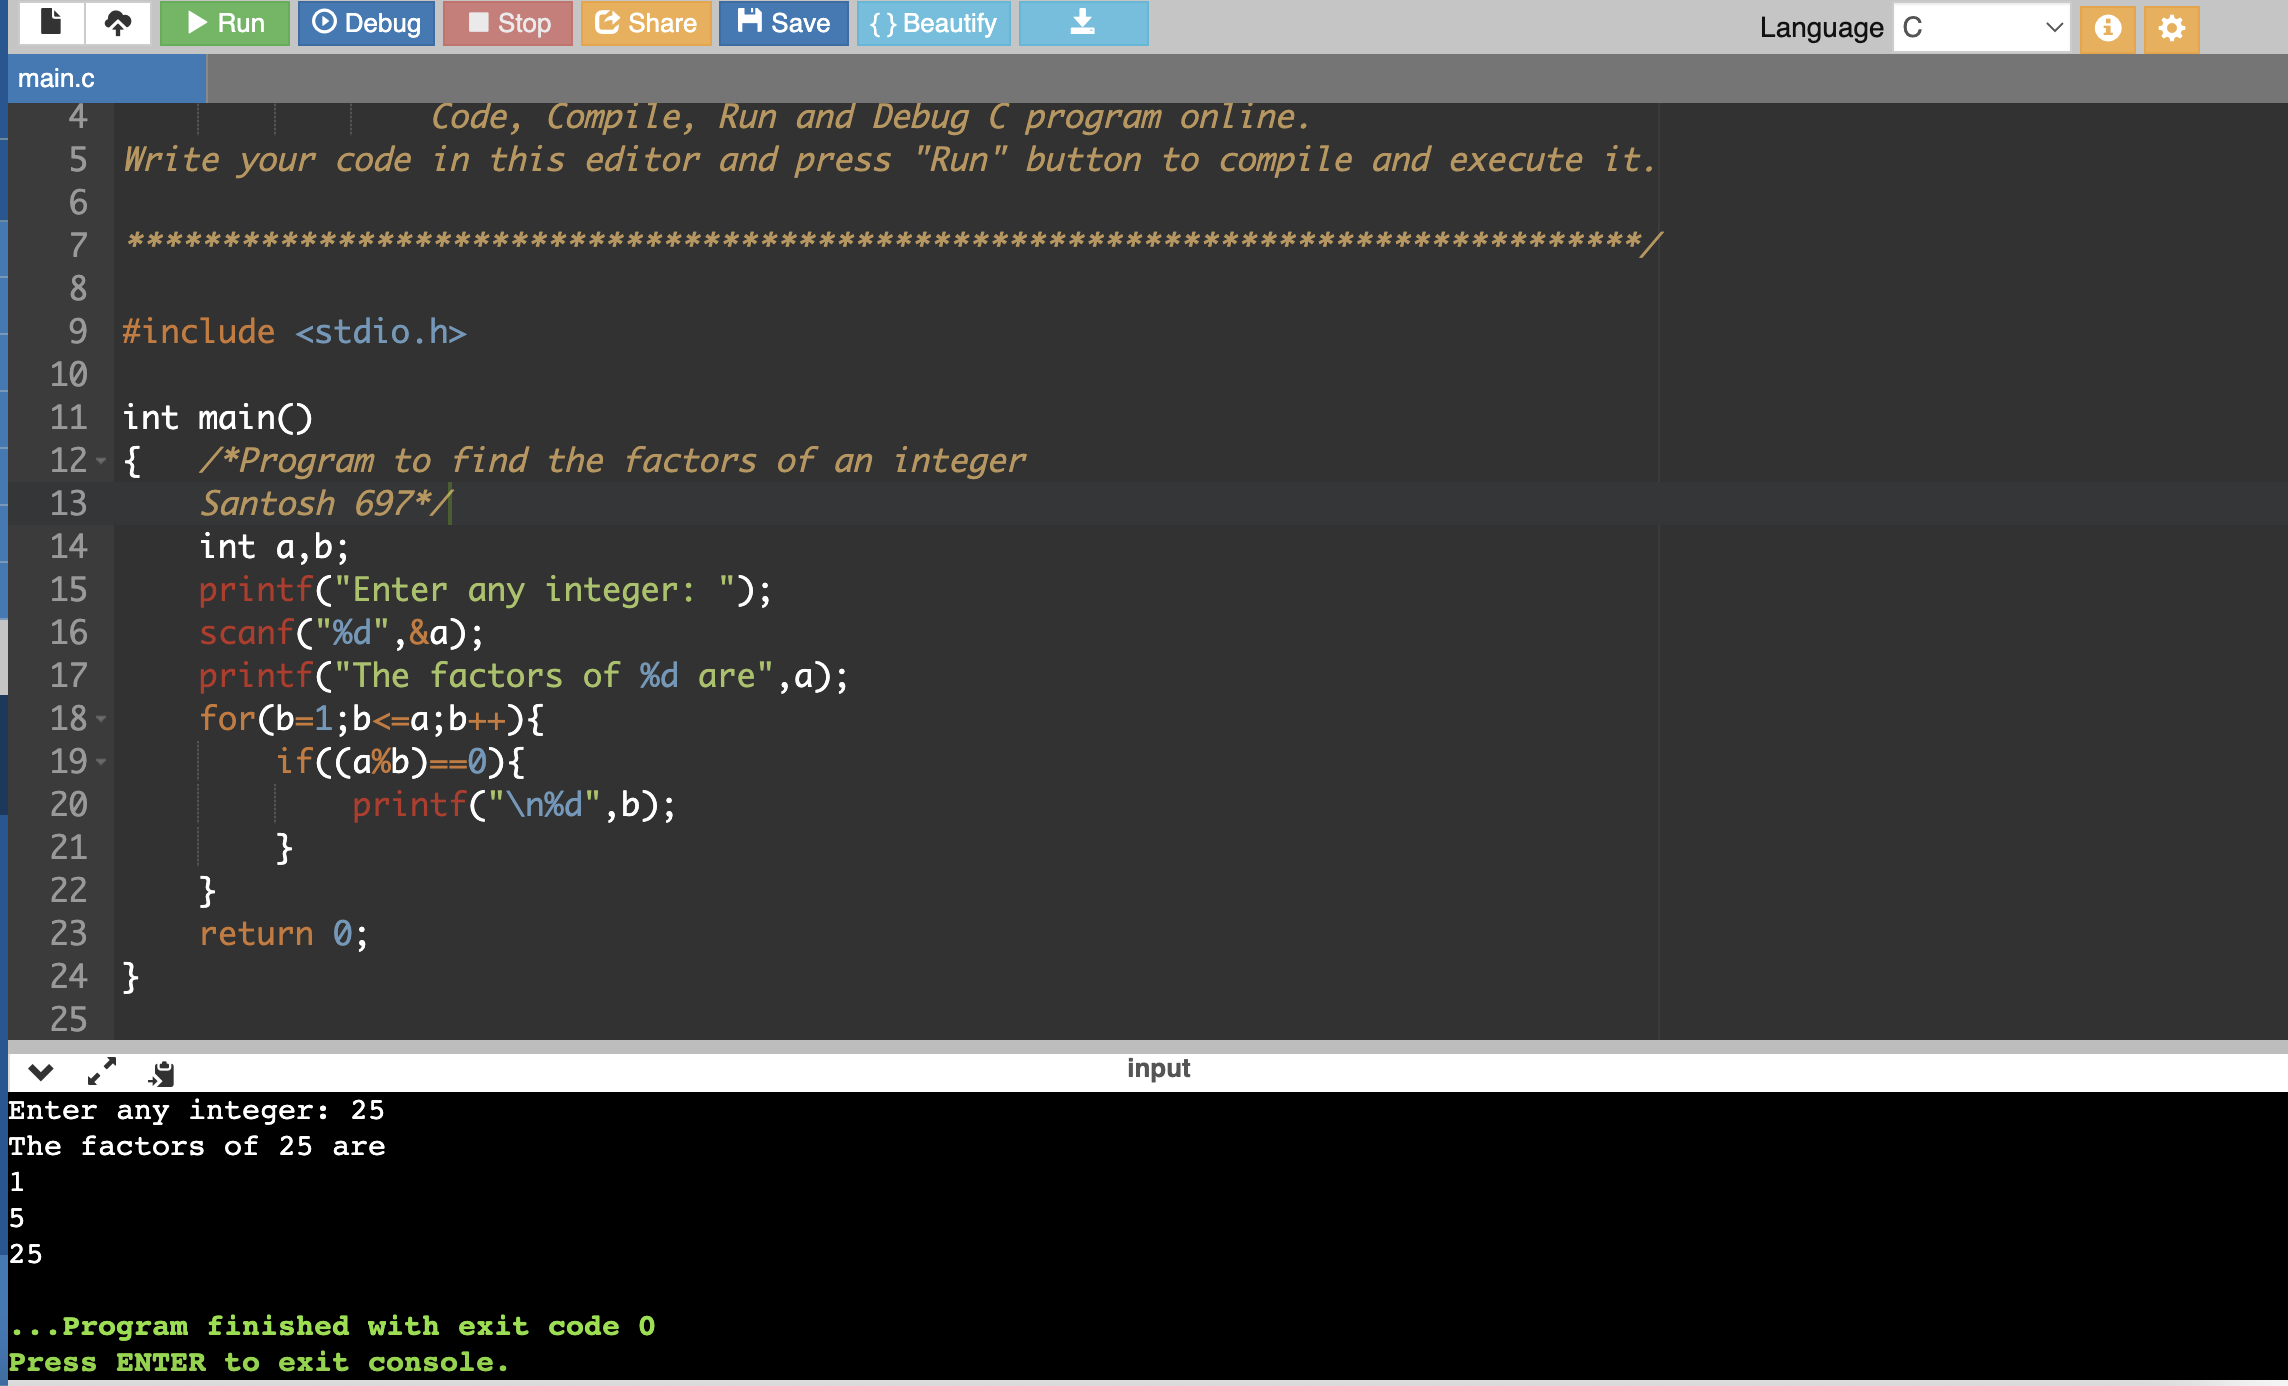 Run Debug Stop Share Save { } Beautify Language C
main.c
4 Code, Compile, Run and Debug C program online.
5 Write your code in this editor and press "Run" button to compile and execute it.
6
7 *******************************************************************************/
8
9 #include <stdio.h>
10
11 int main()
12 { /*Program to find the factors of an integer
13 Santosh 697*/
14 int a,b;
15 printf("Enter any integer: ");
16 scanf("%d",&a);
17 printf("The factors of %d are",a);
18 for(b=1;b<=a;b++){
19 if((a%b)==0){
20 printf("\n%d",b);
21 }
22 }
23 return 0;
24 }
25
input
Enter any integer: 25
The factors of 25 are
1
5
25
...Program finished with exit code 0
Press ENTER to exit console.